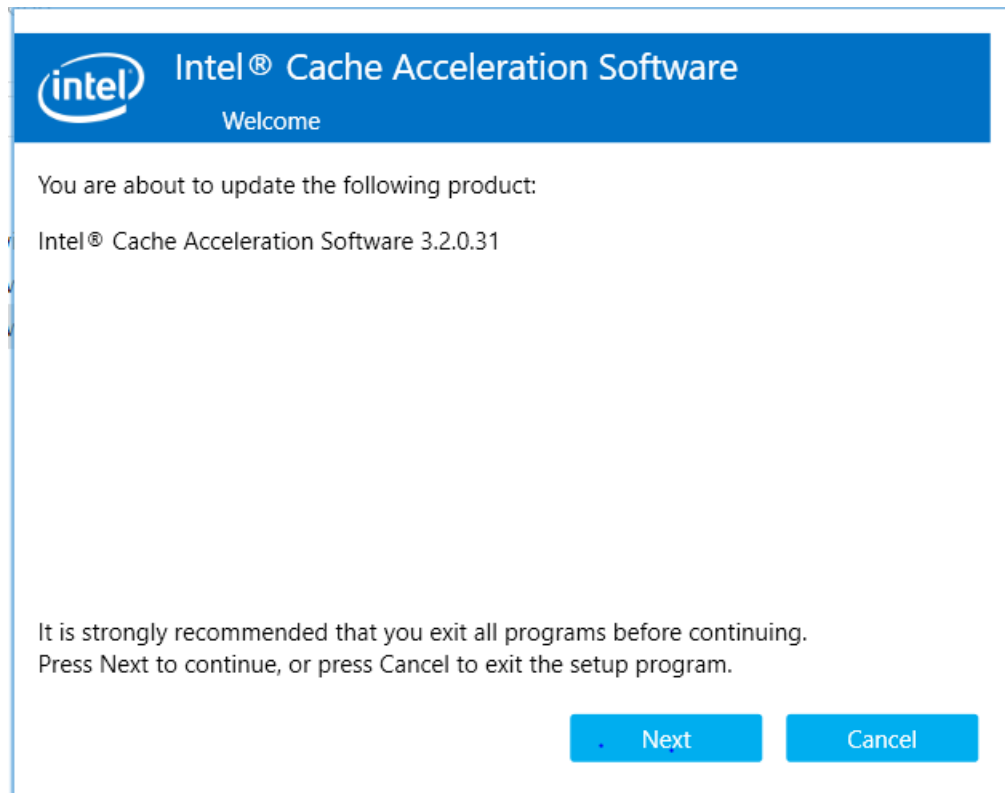 intel
Intel® Cache Acceleration Software
Welcome
You are about to update the following product:
Intel® Cache Acceleration Software 3.2.0.31
It is strongly recommended that you exit all programs before continuing.
Press Next to continue, or press Cancel to exit the setup program.
Next
Cancel